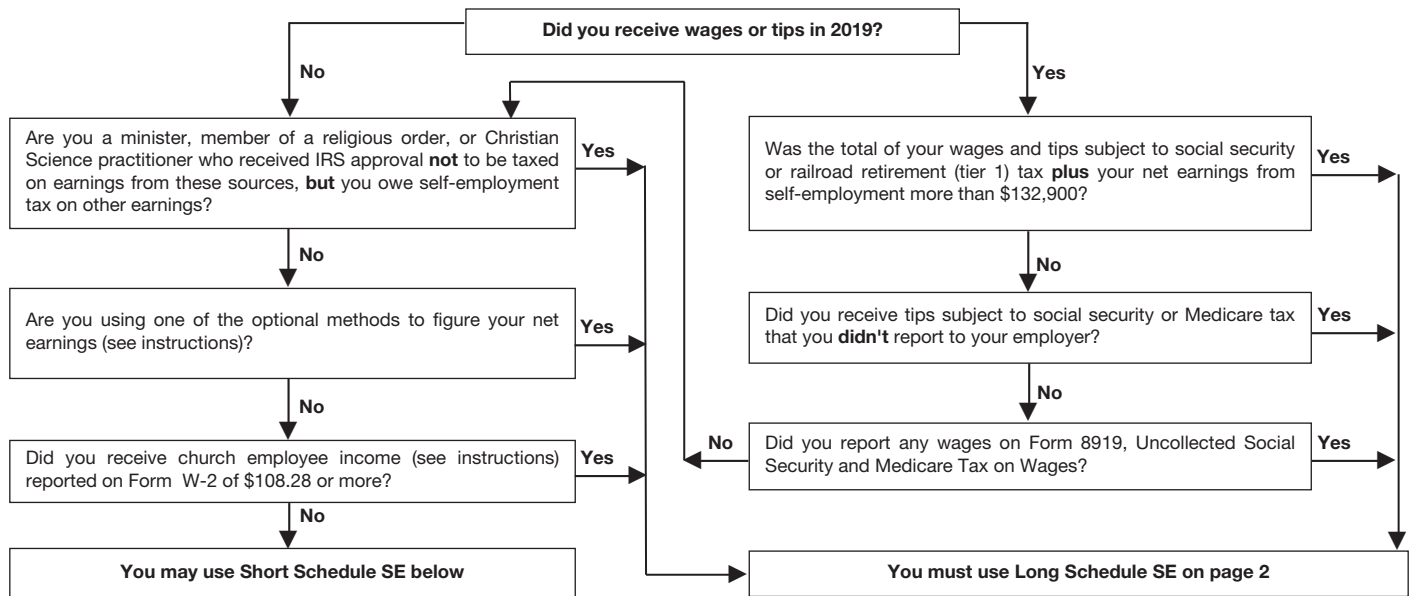 Did you receive wages or tips in 2019?
No
Yes
Are you a minister, member of a religious order, or Christian
Science practitioner who received IRS approval not to be taxed
on earnings from these sources, but you owe self-employment
tax on other earnings?
Yes
Was the total of your wages and tips subject to social security
or railroad retirement (tier 1) tax plus your net earnings from
self-employment more than $132,900?
Yes
No
No
Are you using one of the optional methods to figure your net
earnings (see instructions)?
Yes
Did you receive tips subject to social security or Medicare tax
that you didn't report to your employer?
Yes
No
No
Did you receive church employee income (see instructions)
reported on Form W-2 of $108.28 or more?
Yes
No
Did you report any wages on Form 8919, Uncollected Social
Security and Medicare Tax on Wages?
Yes
No
You may use Short Schedule SE below
You must use Long Schedule SE on page 2